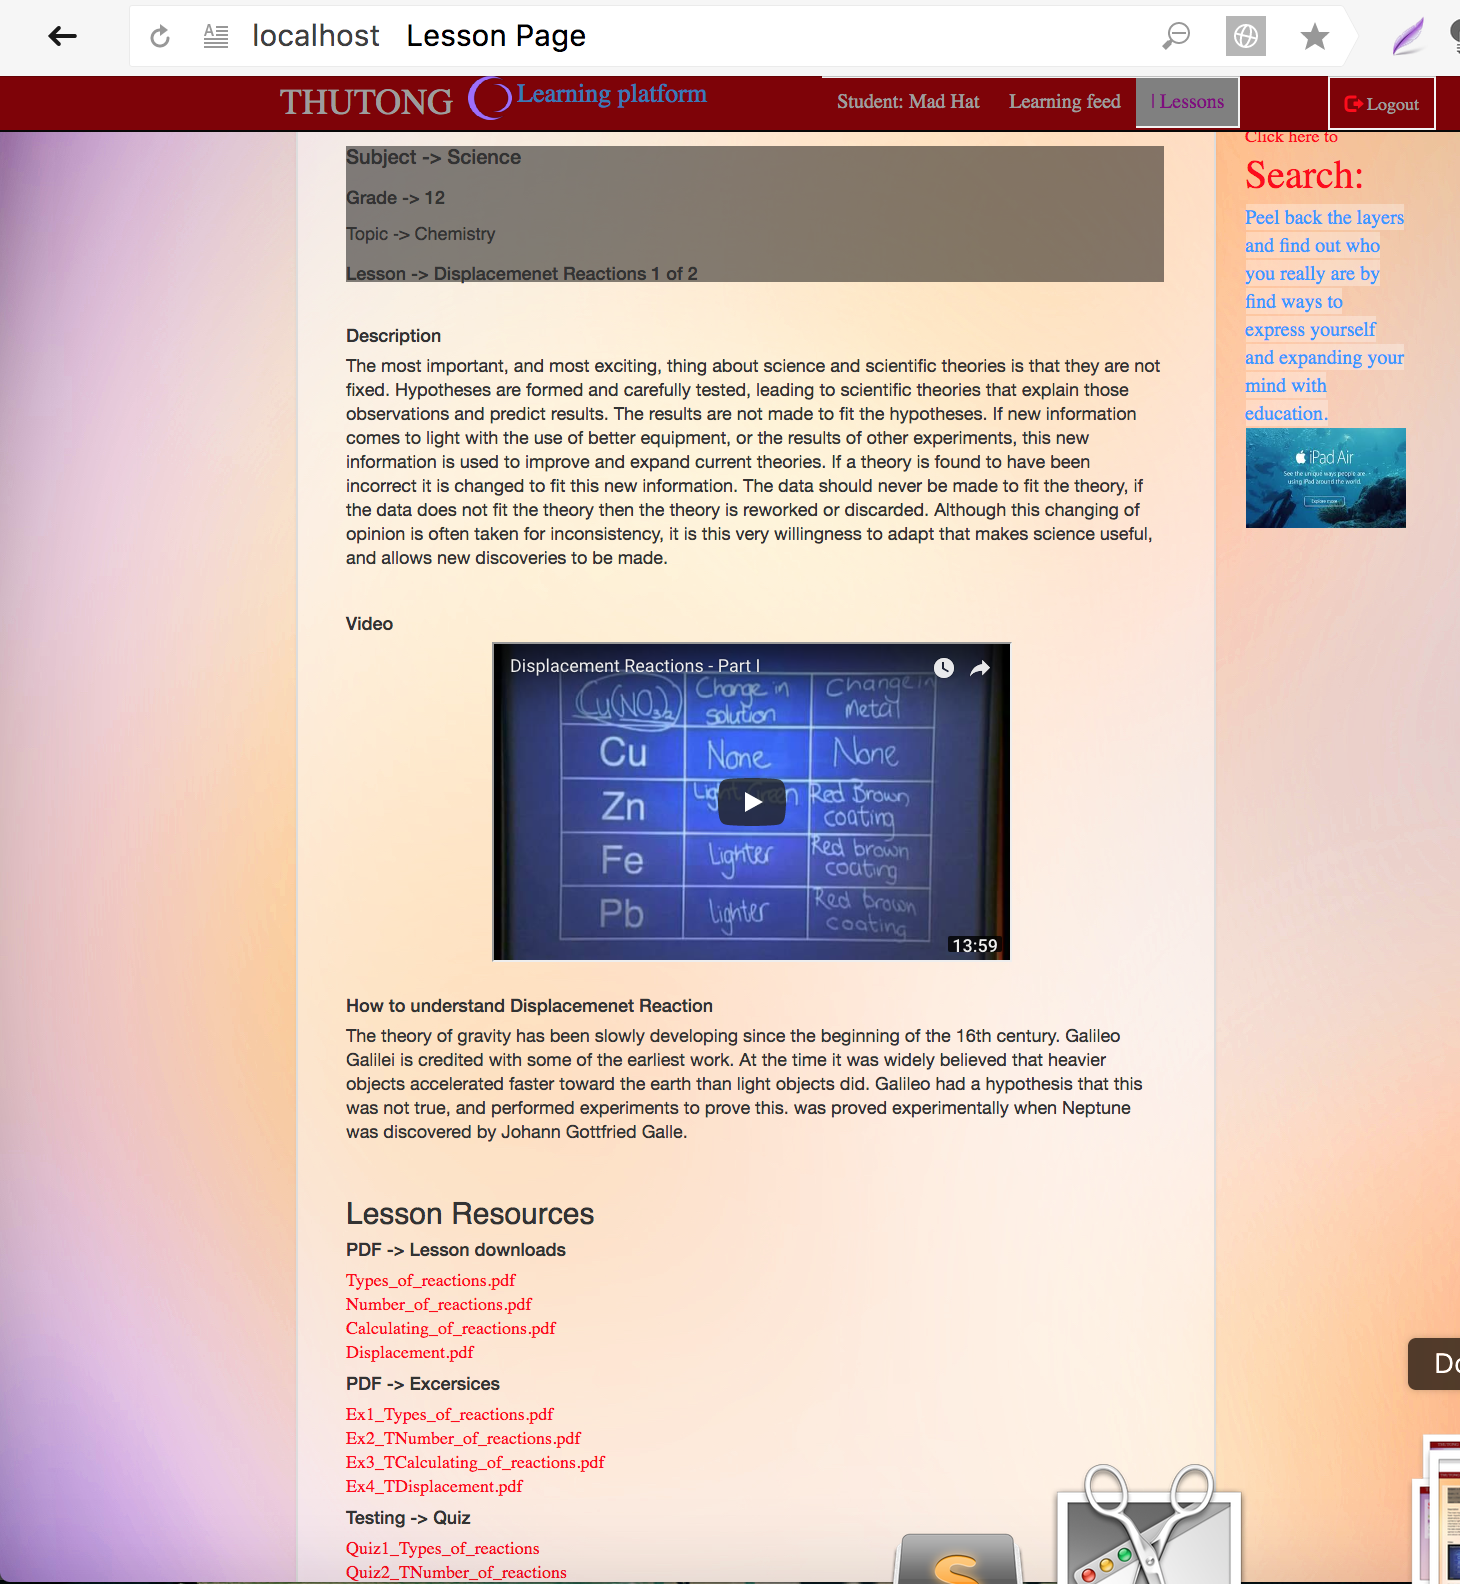 localhost Lesson Page
THUTONG Learning platform Student: Mad Hat Learning feed | Lessons Logout
Subject -> Science
Grade -> 12
Topic -> Chemistry
Lesson -> Displacemenet Reactions 1 of 2
Description
The most important, and most exciting, thing about science and scientific theories is that they are not
fixed. Hypotheses are formed and carefully tested, leading to scientific theories that explain those
observations and predict results. The results are not made to fit the hypotheses. If new information
comes to light with the use of better equipment, or the results of other experiments, this new
information is used to improve and expand current theories. If a theory is found to have been
incorrect it is changed to fit this new information. The data should never be made to fit the theory, if
the data does not fit the theory then the theory is reworked or discarded. Although this changing of
opinion is often taken for inconsistency, it is this very willingness to adapt that makes science useful,
and allows new discoveries to be made.
Video
Displacement Reactions - Part I
Cu(NO3)2 Change in solution Change in Metal
Cu None None
Zn Light Green Red Brown coating
Fe Lighter Red brown coating
Pb lighter Red brown coating
13:59
How to understand Displacemenet Reaction
The theory of gravity has been slowly developing since the beginning of the 16th century. Galileo
Galilei is credited with some of the earliest work. At the time it was widely believed that heavier
objects accelerated faster toward the earth than light objects did. Galileo had a hypothesis that this
was not true, and performed experiments to prove this. was proved experimentally when Neptune
was discovered by Johann Gottfried Galle.
Lesson Resources
PDF -> Lesson downloads
Types_of_reactions.pdf
Number_of_reactions.pdf
Calculating_of_reactions.pdf
Displacement.pdf
PDF -> Excersices
Ex1_Types_of_reactions.pdf
Ex2_TNumber_of_reactions.pdf
Ex3_TCalculating_of_reactions.pdf
Ex4_TDisplacement.pdf
Testing -> Quiz
Quiz1_Types_of_reactions
Quiz2_TNumber_of_reactions
Click here to
Search:
Peel back the layers
and find out who
you really are by
find ways to
express yourself
and expanding your
mind with
education.
iPad Air
See the unique ways people are
using iPad around the world.
Explore more